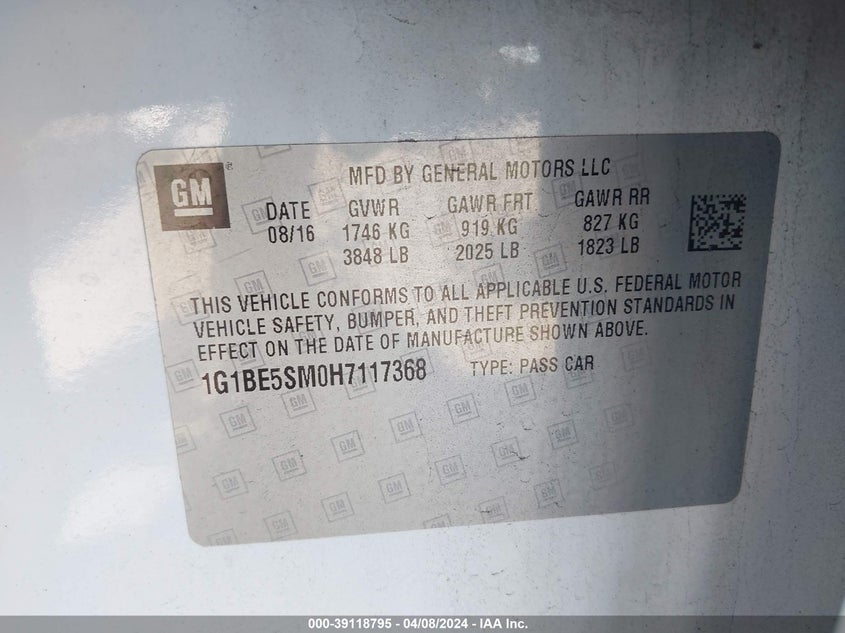 GM
MFD BY GENERAL MOTORS LLC
DATE GVWR GAWR FRT GAWR RR
08/16 1746 KG 919 KG 827 KG
3848 LB 2025 LB 1823 LB
THIS VEHICLE CONFORMS TO ALL APPLICABLE U.S. FEDERAL MOTOR
VEHICLE SAFETY, BUMPER, AND THEFT PREVENTION STANDARDS IN
EFFECT ON THE DATE OF MANUFACTURE SHOWN ABOVE.
1G1BE5SM0H7117368 TYPE: PASS CAR
000-39118795 - 04/08/2024 - IAA Inc.